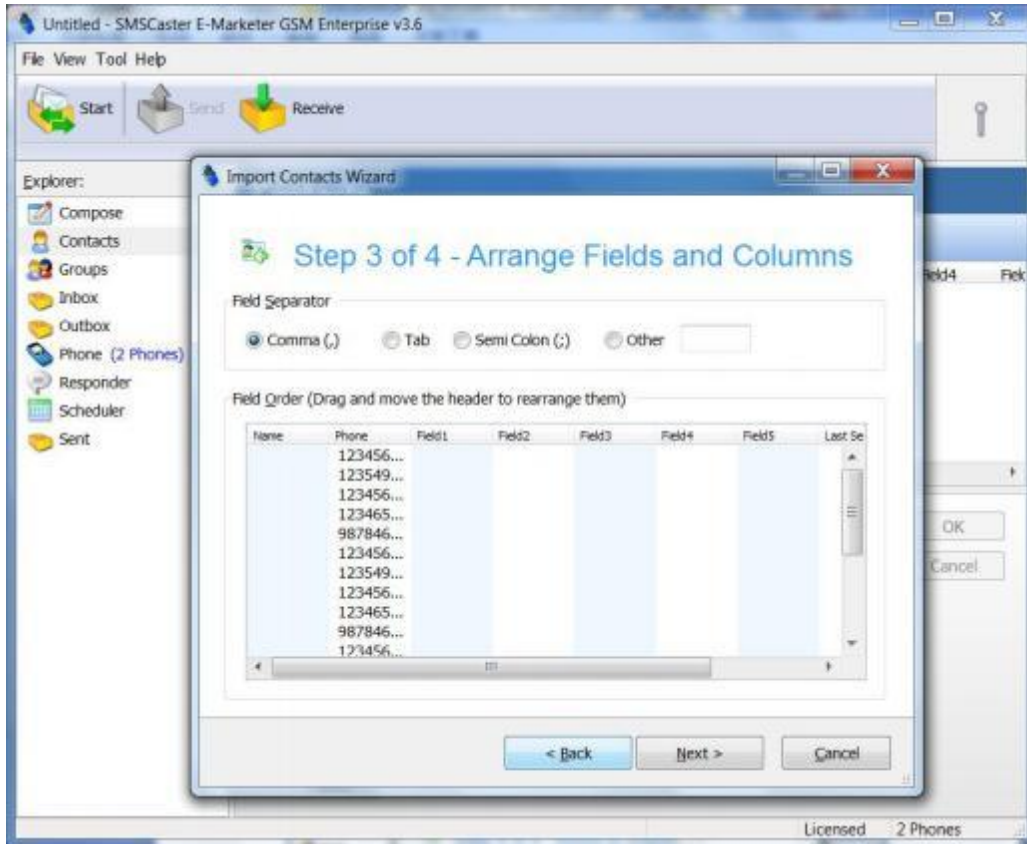 Untitled - SMSCaster E-Marketer GSM Enterprise v3.6
File View Tool Help
Start Send Receive
Explorer:
Compose
Contacts
Groups
Inbox
Outbox
Phone (2 Phones)
Responder
Scheduler
Sent
Import Contacts Wizard
Step 3 of 4 - Arrange Fields and Columns
Field Separator
Comma (,) Tab Semi Colon (;) Other
Field Order (Drag and move the header to rearrange them)
Name Phone Field1 Field2 Field3 Field4 Field5 Last Se
123456...
123549...
123456...
123465...
987846...
123456...
123549...
123456...
123465...
987846...
123456...
< Back Next > Cancel
Field4 Fiek
OK
Cancel
Licensed 2 Phones